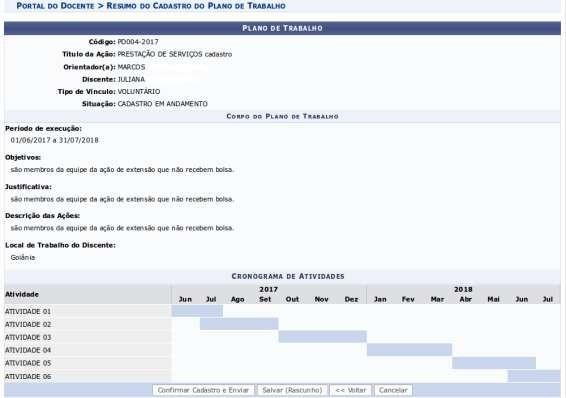 PORTAL DO DOCENTE > RESUMO DO CADASTRO DO PLANO DE TRABALHO
PLANO DE TRABALHO
Código: PD004-2017
Título da Ação: PRESTAÇÃO DE SERVIÇOS cadastro
Orientador(a): MARCOS
Discente: JULIANA
Tipo de Vínculo: VOLUNTÁRIO
Situação: CADASTRO EM ANDAMENTO
CORPO DO PLANO DE TRABALHO
Período de execução:
01/06/2017 a 31/07/2018
Objetivos:
são membros da equipe da ação de extensão que não recebem bolsa.
Justificativa:
são membros da equipe da ação de extensão que não recebem bolsa.
Descrição das Ações:
são membros da equipe da ação de extensão que não recebem bolsa.
Local de Trabalho do Discente:
Goiânia
CRONOGRAMA DE ATIVIDADES
Atividade 2017 2018
Jun Jul Ago Set Out Nov Dez Jan Fev Mar Abr Mai Jun Jul
ATIVIDADE 01
ATIVIDADE 02
ATIVIDADE 03
ATIVIDADE 04
ATIVIDADE 05
ATIVIDADE 06
Confirmar Cadastro e Enviar Salvar (Rascunho) << Voltar Cancelar